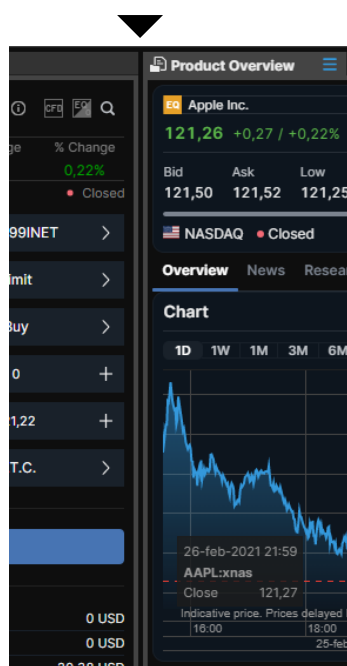 Product Overview
CFD EQ
ge % Change
0,22%
Closed
99INET
imit
Buy
0
1,22
T.C.
0 USD
0 USD
EQ Apple Inc.
121,26 +0,27 / +0,22%
Bid Ask Low
121,50 121,52 121,25
NASDAQ Closed
Overview News Resear
Chart
1D 1W 1M 3M 6M
26-feb-2021 21:59
AAPL:xnas
Close 121,27
Indicative price. Prices delayed
16:00 18:00
25-feb